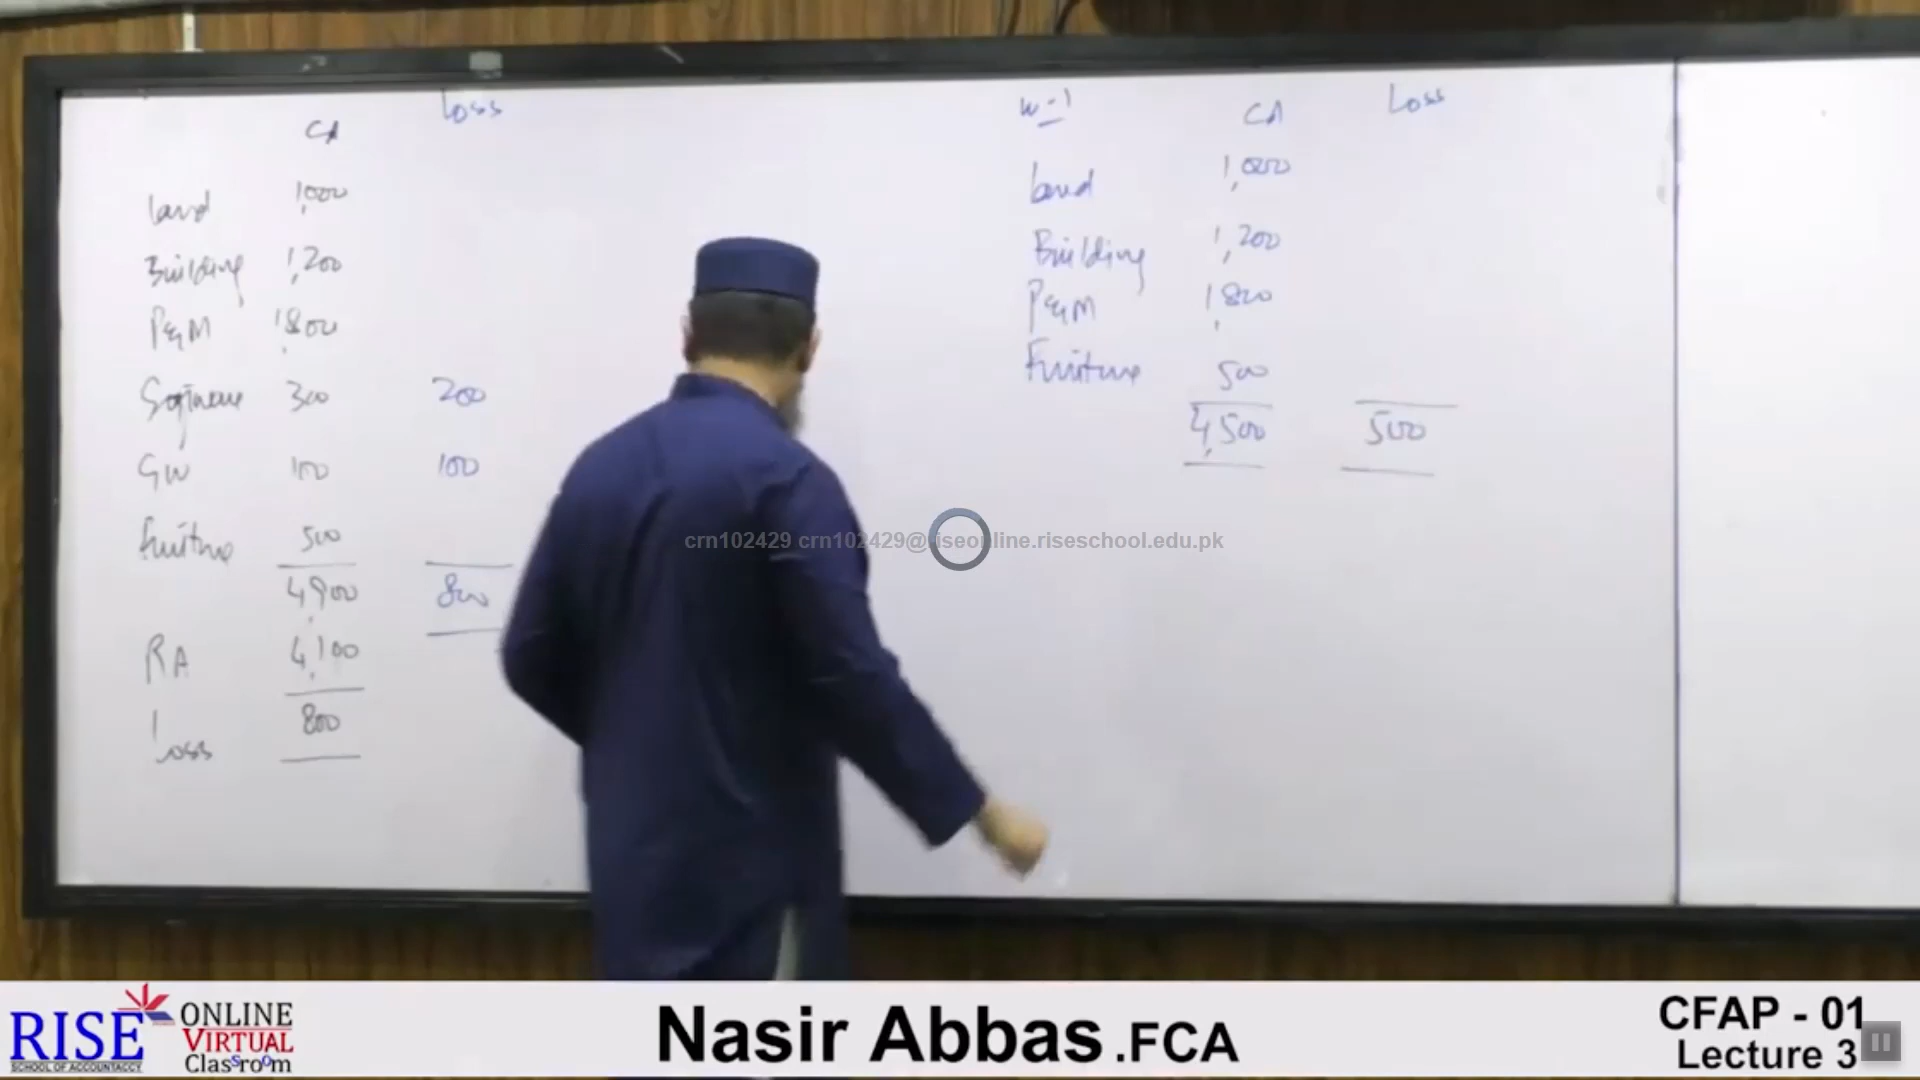 CA Loss
Land 1,000
Building 1,200
P&M 1,800
Software 300 200
GW 100 100
Furniture 500
4,900 800
RA 4,100
Loss 800
W-1 CA Loss
Land 1,000
Building 1,200
P&M 1,800
Furniture 500
4,500 500
crn102429 crn102429@riseonline.riseschool.edu.pk
RISE
SCHOOL OF ACCOUNTANCY
ONLINE
VIRTUAL
Classroom
Nasir Abbas .FCA
CFAP - 01
Lecture 3